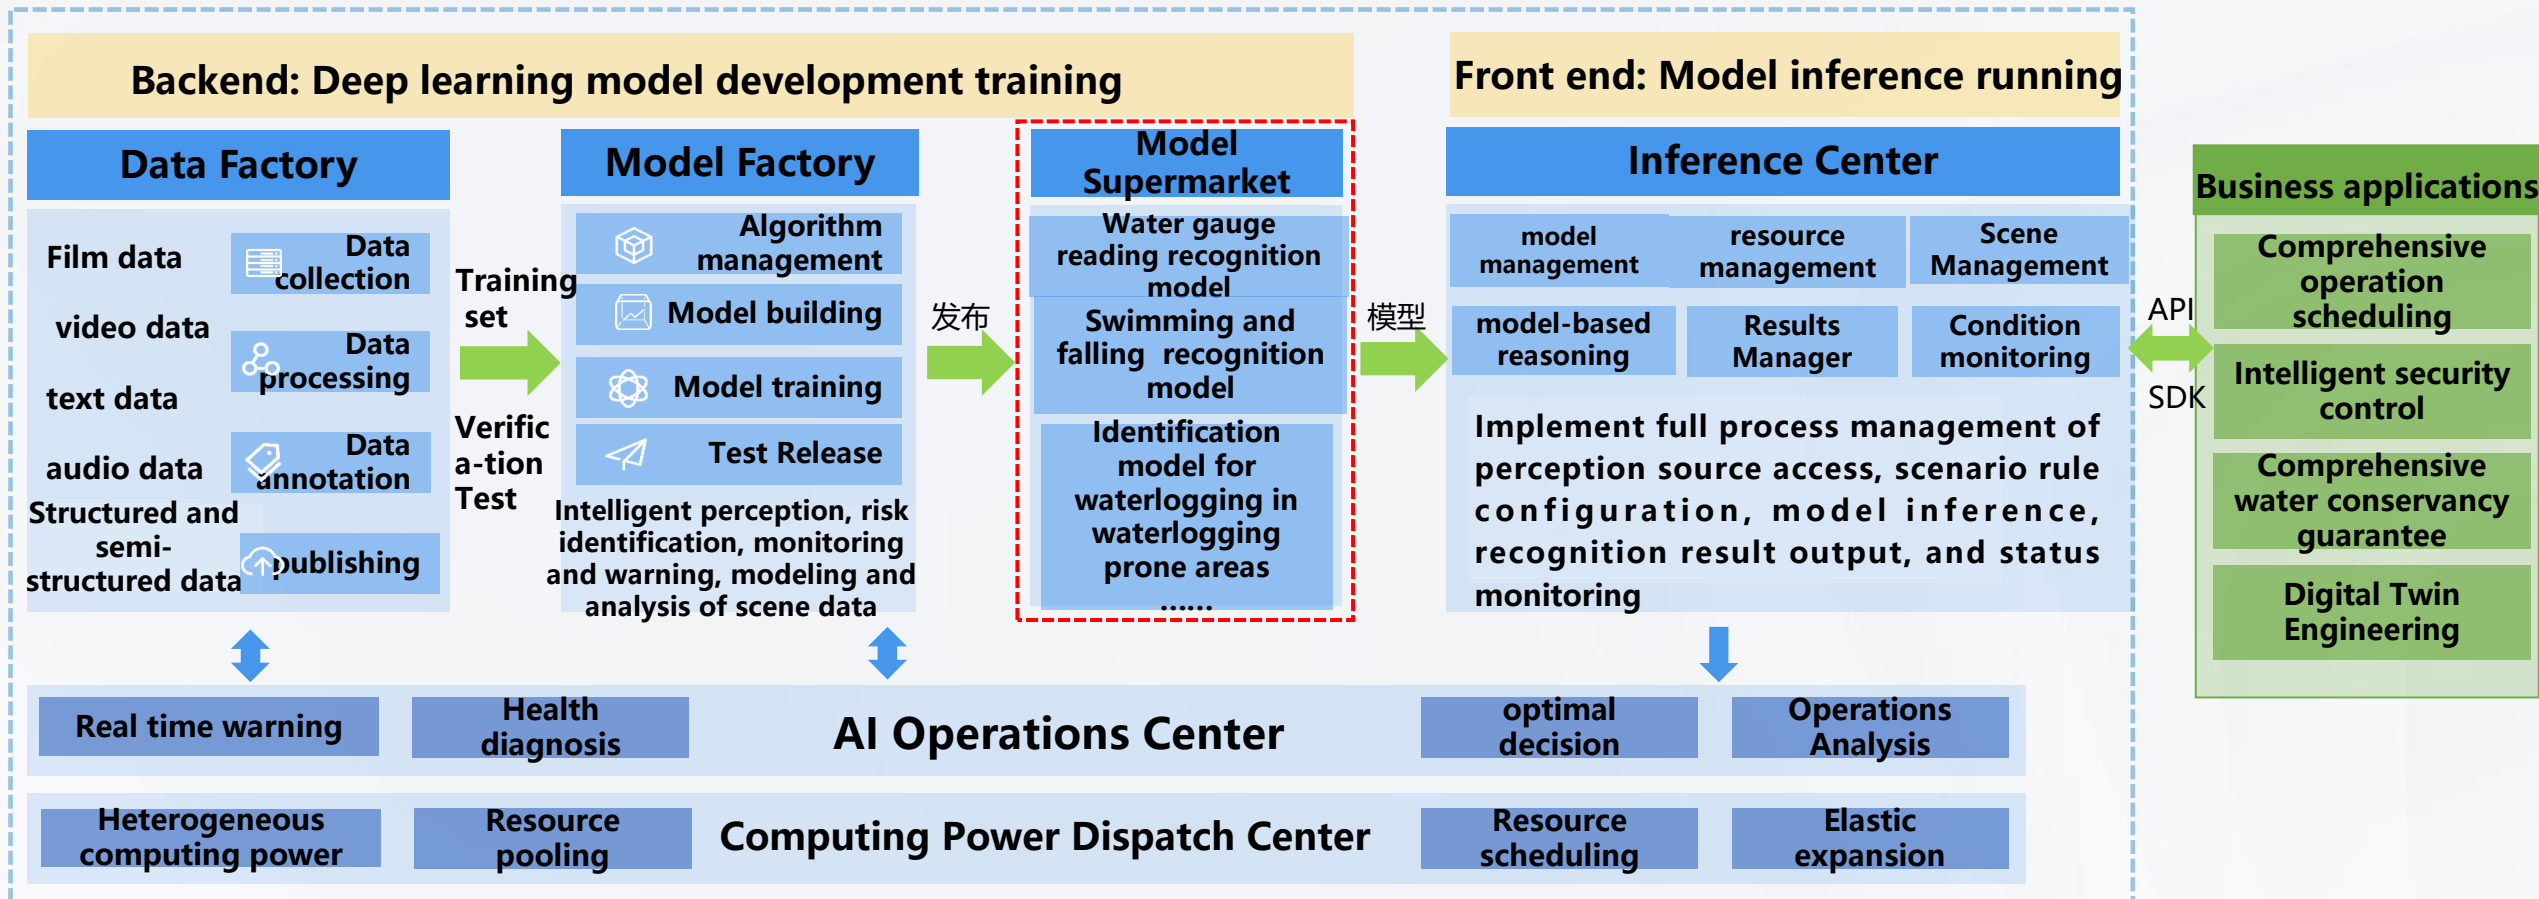 Backend: Deep learning model development training
Front end: Model inference running
Data Factory
Film data
video data
text data
audio data
Structured and
semi-
structured data
Data
collection
Data
processing
Data
annotation
publishing
Training
set
Verific
a-tion
Test
Model Factory
Algorithm
management
Model building
Model training
Test Release
Intelligent perception, risk
identification, monitoring
and warning, modeling and
analysis of scene data
发布
Model
Supermarket
Water gauge
reading recognition
model
Swimming and
falling recognition
model
Identification
model for
waterlogging in
waterlogging
prone areas
......
模型
Inference Center
model
management
resource
management
Scene
Management
model-based
reasoning
Results
Manager
Condition
monitoring
Implement full process management of
perception source access, scenario rule
configuration, model inference,
recognition result output, and status
monitoring
API
SDK
Business applications
Comprehensive
operation
scheduling
Intelligent security
control
Comprehensive
water conservancy
guarantee
Digital Twin
Engineering
Real time warning
Health
diagnosis
AI Operations Center
optimal
decision
Operations
Analysis
Heterogeneous
computing power
Resource
pooling
Computing Power Dispatch Center
Resource
scheduling
Elastic
expansion